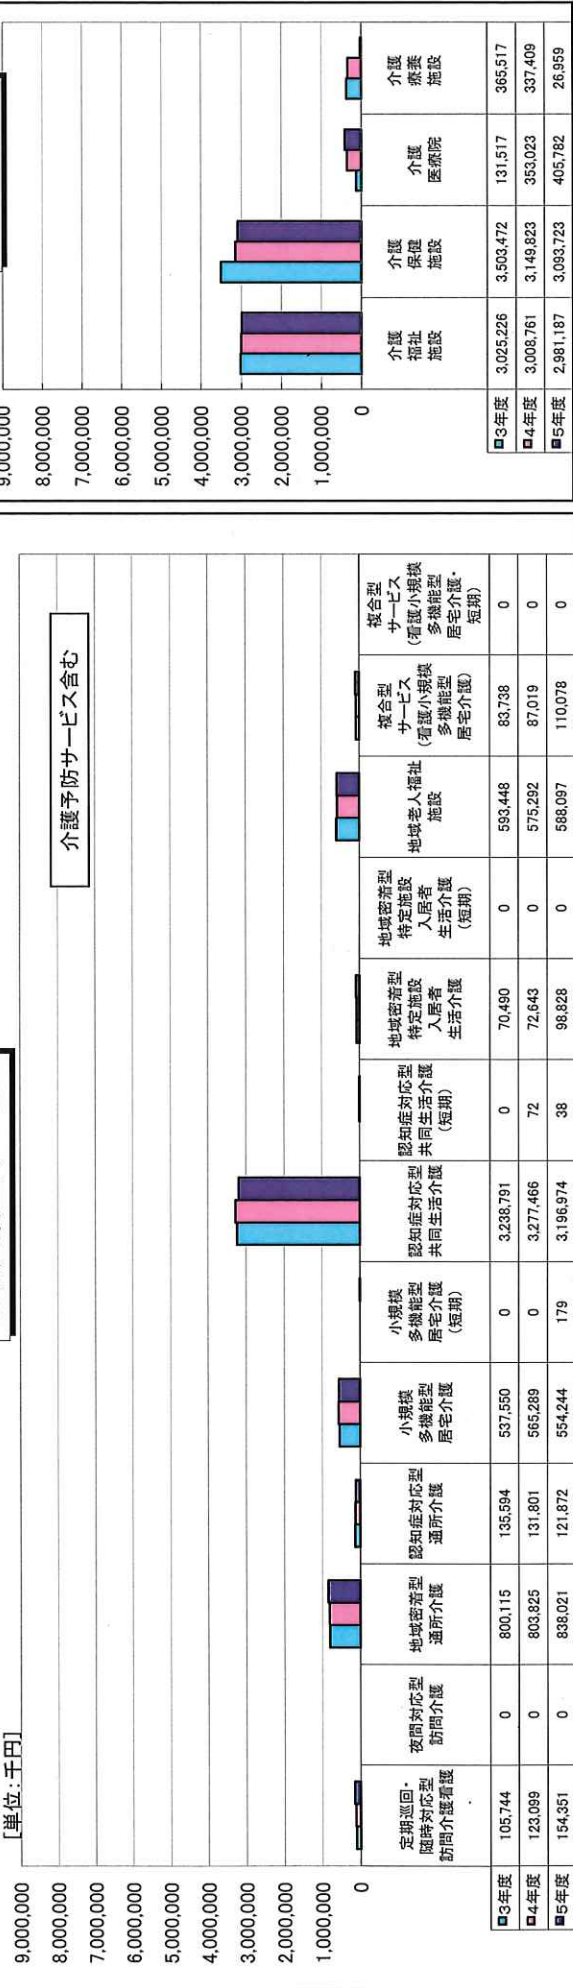 [単位:千円]
9,000,000
8,000,000
7,000,000
6,000,000
5,000,000
4,000,000
3,000,000
2,000,000
1,000,000
0
介護予防サービス含む
定期巡回・
随時対応型
訪問介護看護
夜間対応型
訪問介護
地域密着型
通所介護
認知症対応型
通所介護
小規模
多機能型
居宅介護
小規模
多機能型
居宅介護
(短期)
認知症対応型
共同生活介護
認知症対応型
共同生活介護
(短期)
地域密着型
特定施設
入居者
生活介護
地域密着型
特定施設
入居者
生活介護
(短期)
地域老人福祉
施設
複合型
サービス
(看護小規模
多機能型
居宅介護)
複合型
サービス
(看護小規模
多機能型
居宅介護・
短期)
3年度 105,744 0 800,115 135,594 537,550 0 3,238,791 0 70,490 0 593,448 83,738 0
4年度 123,099 0 803,825 131,801 565,289 0 3,277,466 72 72,643 0 575,292 87,019 0
5年度 154,351 0 838,021 121,872 554,244 179 3,196,974 38 98,828 0 588,097 110,078 0
9,000,000
8,000,000
7,000,000
6,000,000
5,000,000
4,000,000
3,000,000
2,000,000
1,000,000
0
介護
福祉
施設
介護
保健
施設
介護
医療院
介護
療養
施設
3年度 3,025,226 3,503,472 131,517 365,517
4年度 3,008,761 3,149,823 353,023 337,409
5年度 2,981,187 3,093,723 405,782 26,959